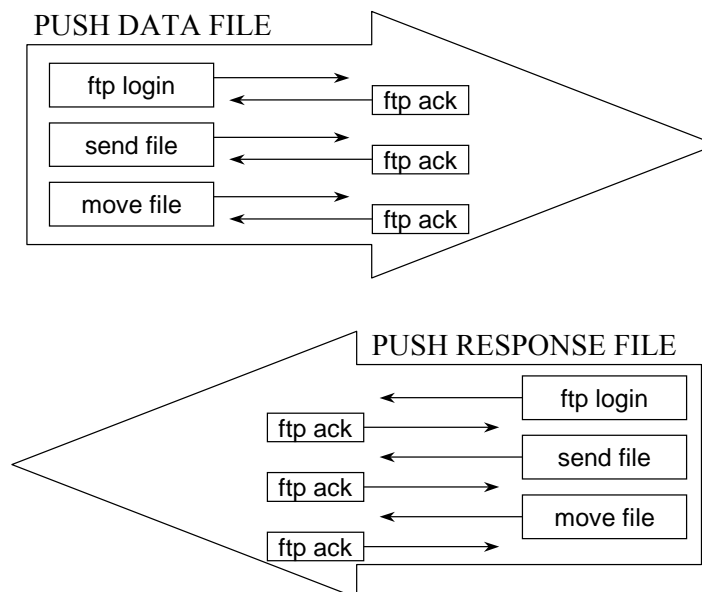 PUSH DATA FILE
ftp login
ftp ack
send file
ftp ack
move file
ftp ack
PUSH RESPONSE FILE
ftp login
ftp ack
send file
ftp ack
move file
ftp ack